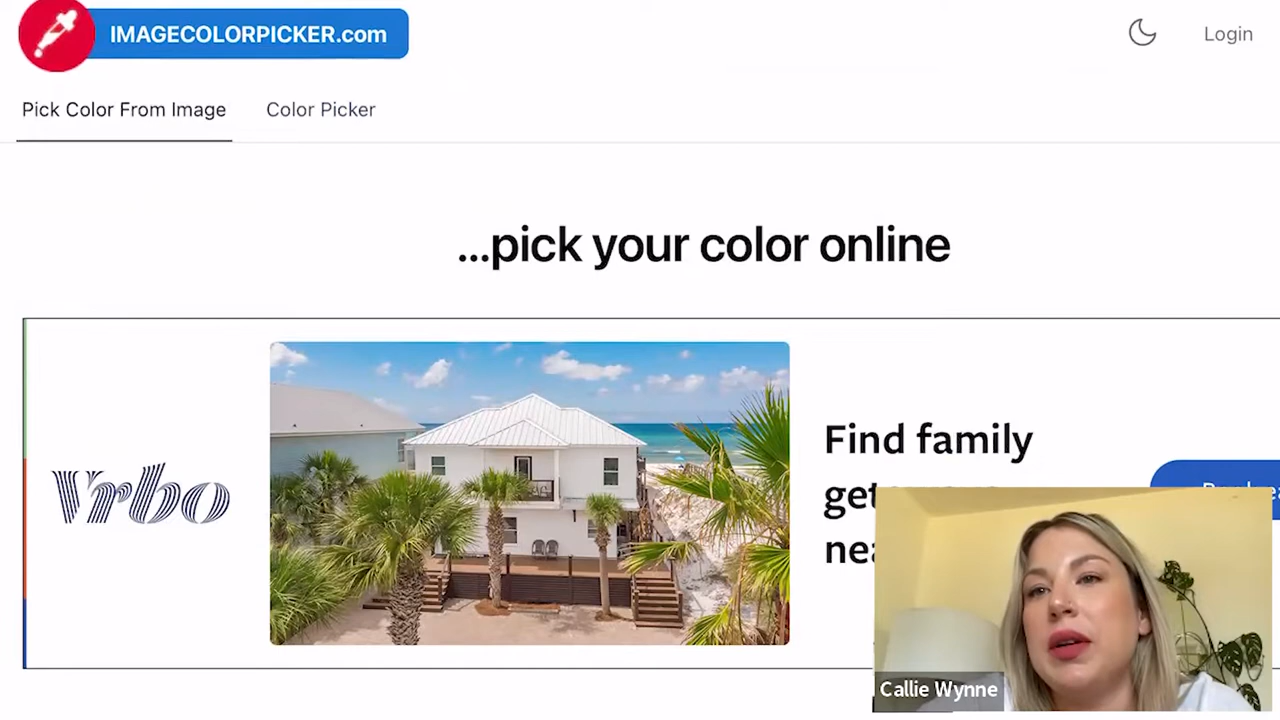 IMAGECOLORPICKER.com
Login
Pick Color From Image
Color Picker
...pick your color online
Vrbo
Find family
Callie Wynne